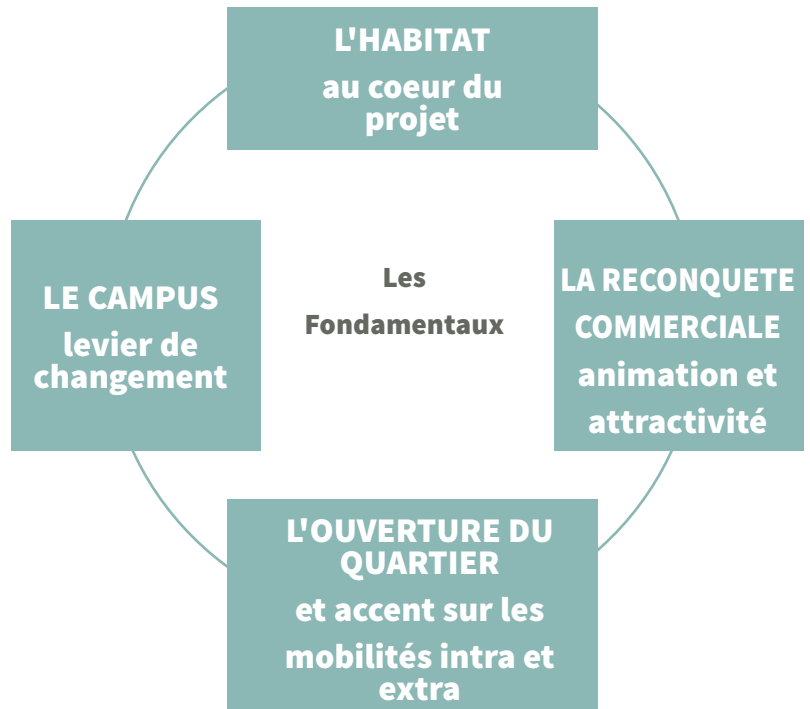 L'HABITAT
au coeur du
projet
LE CAMPUS
levier de
changement
Les
Fondamentaux
LA RECONQUETE
COMMERCIALE
animation et
attractivité
L'OUVERTURE DU
QUARTIER
et accent sur les
mobilités intra et
extra